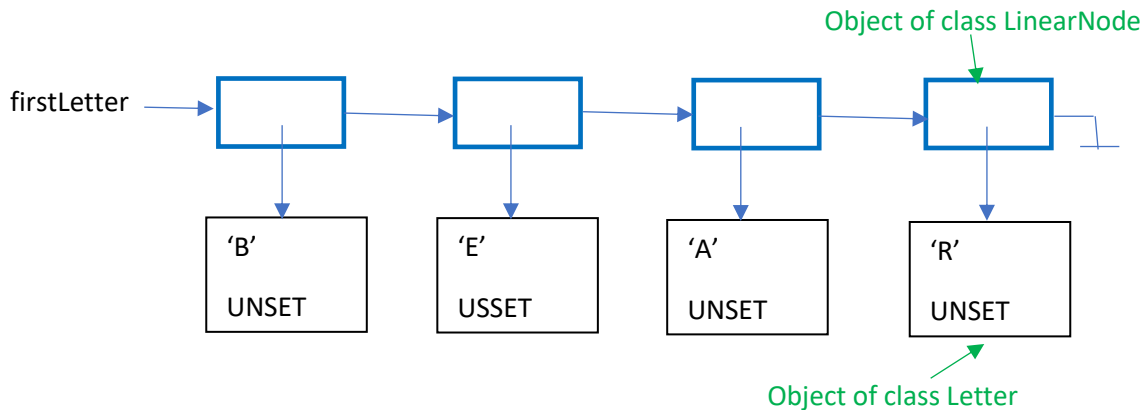 Object of class LinearNode
firstLetter
‘B’ ‘E’ ‘A’ ‘R’
UNSET USSET UNSET UNSET
Object of class Letter